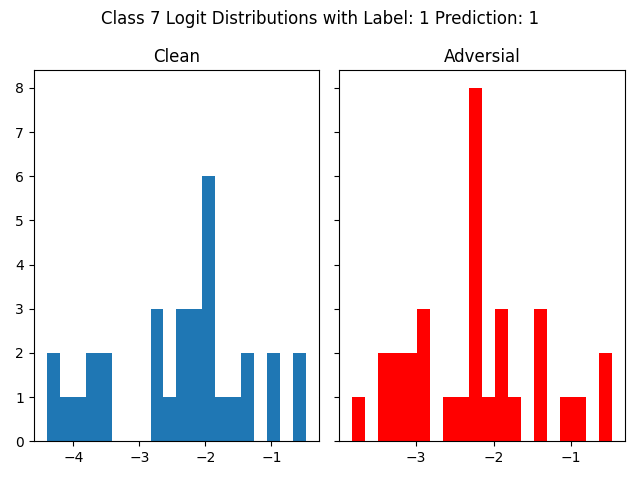 Class 7 Logit Distributions with Label: 1 Prediction: 1
Clean
Adversial
8
7
6
5
4
3
2
1
0
−4 −3 −2 −1
−3 −2 −1